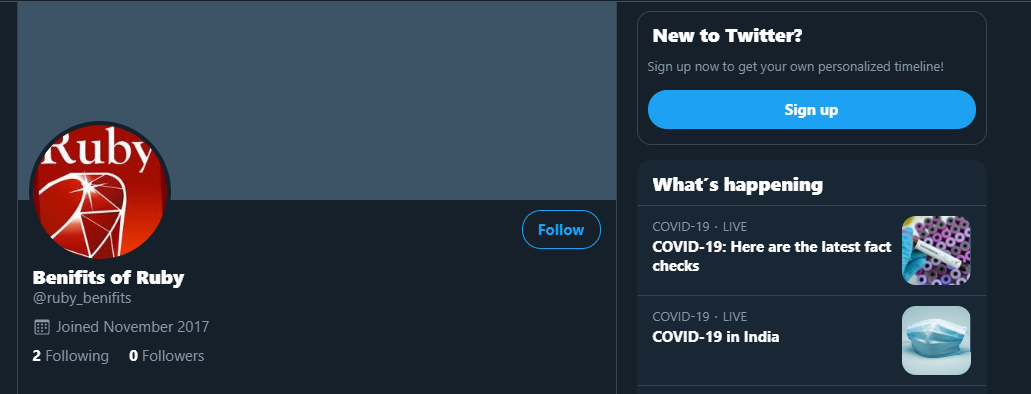 Ruby
Benifits of Ruby
@ruby_benifits
Joined November 2017
2 Following 0 Followers
Follow
New to Twitter?
Sign up now to get your own personalized timeline!
Sign up
What´s happening
COVID-19 · LIVE
COVID-19: Here are the latest fact
checks
COVID-19 · LIVE
COVID-19 in India